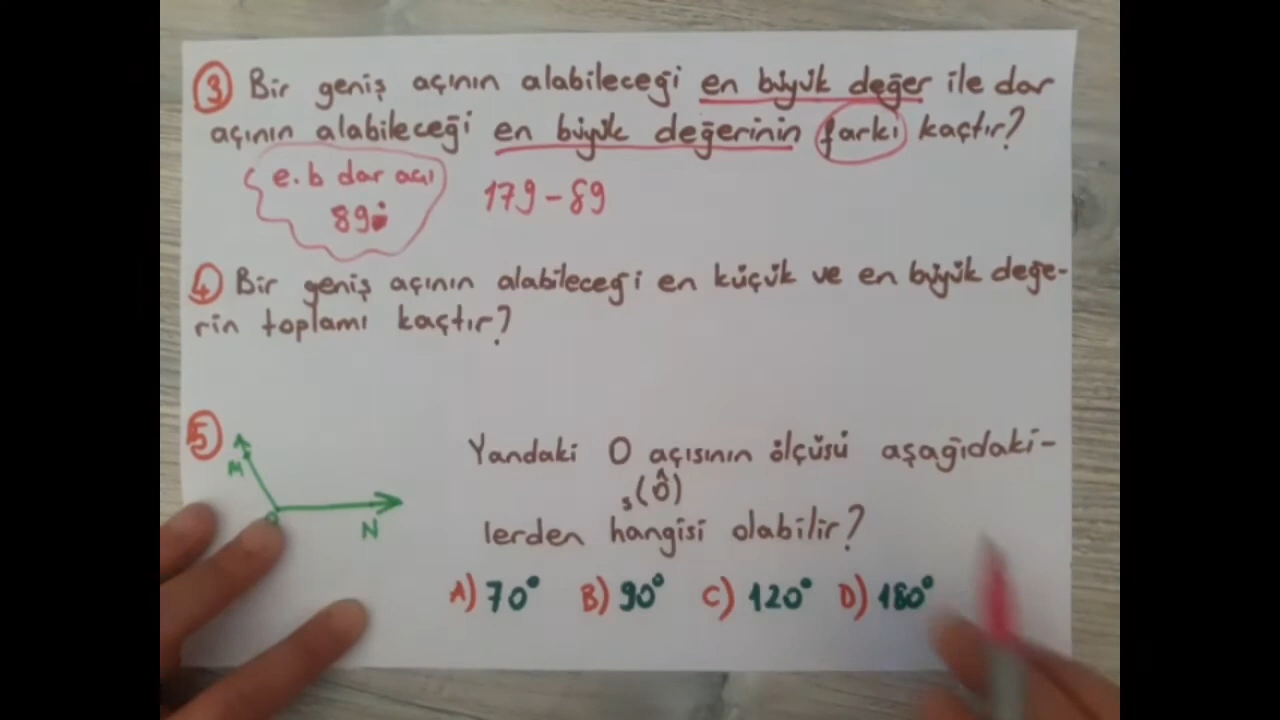 3 Bir geniş açının alabileceği en büyük değer ile dar
açının alabileceği en büyük değerinin farkı kaçtır?
e.b dar açı
89
179-89
4 Bir geniş açının alabileceği en küçük ve en büyük değe-
rin toplamı kaçtır?
5
M
O
N
Yandaki O açısının ölçüsü aşağıdaki-
s(Ô)
lerden hangisi olabilir?
A) 70° B) 90° C) 120° D) 180°